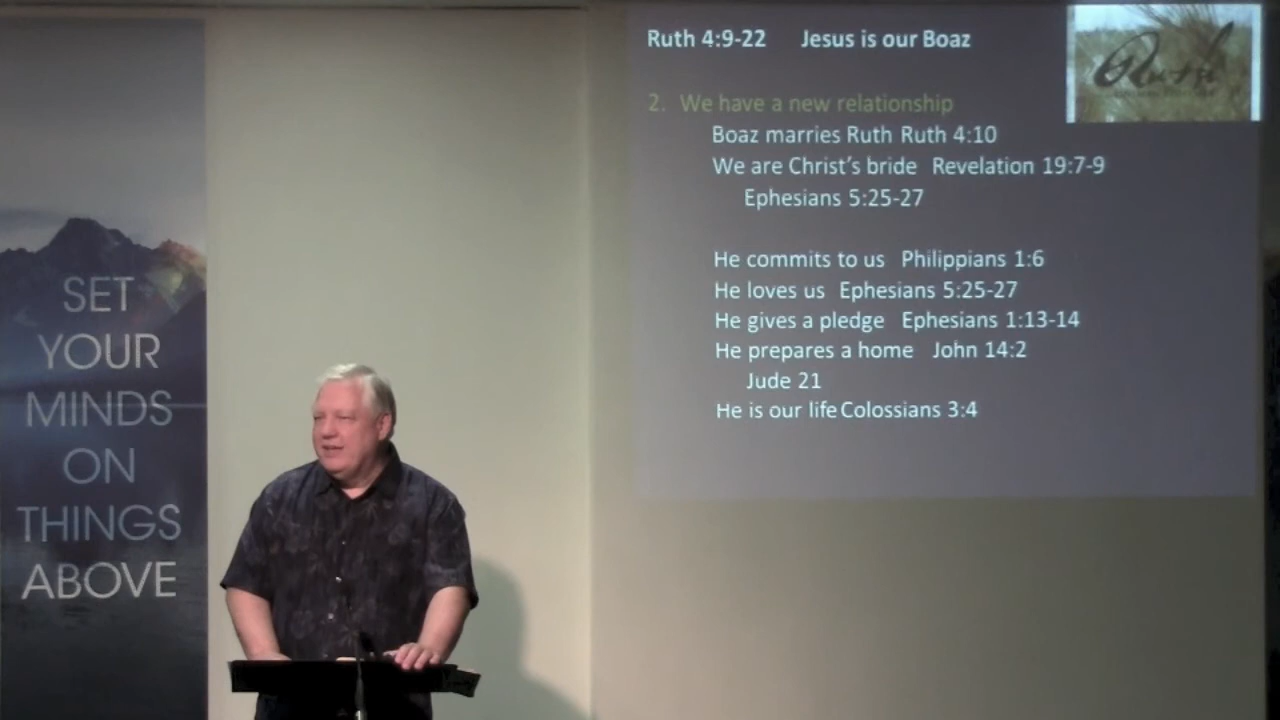 SET
YOUR
MINDS
ON
THINGS
ABOVE
Ruth 4:9-22 Jesus is our Boaz
Ruth
2. We have a new relationship
Boaz marries Ruth Ruth 4:10
We are Christ's bride Revelation 19:7-9
Ephesians 5:25-27
He commits to us Philippians 1:6
He loves us Ephesians 5:25-27
He gives a pledge Ephesians 1:13-14
He prepares a home John 14:2
Jude 21
He is our life Colossians 3:4